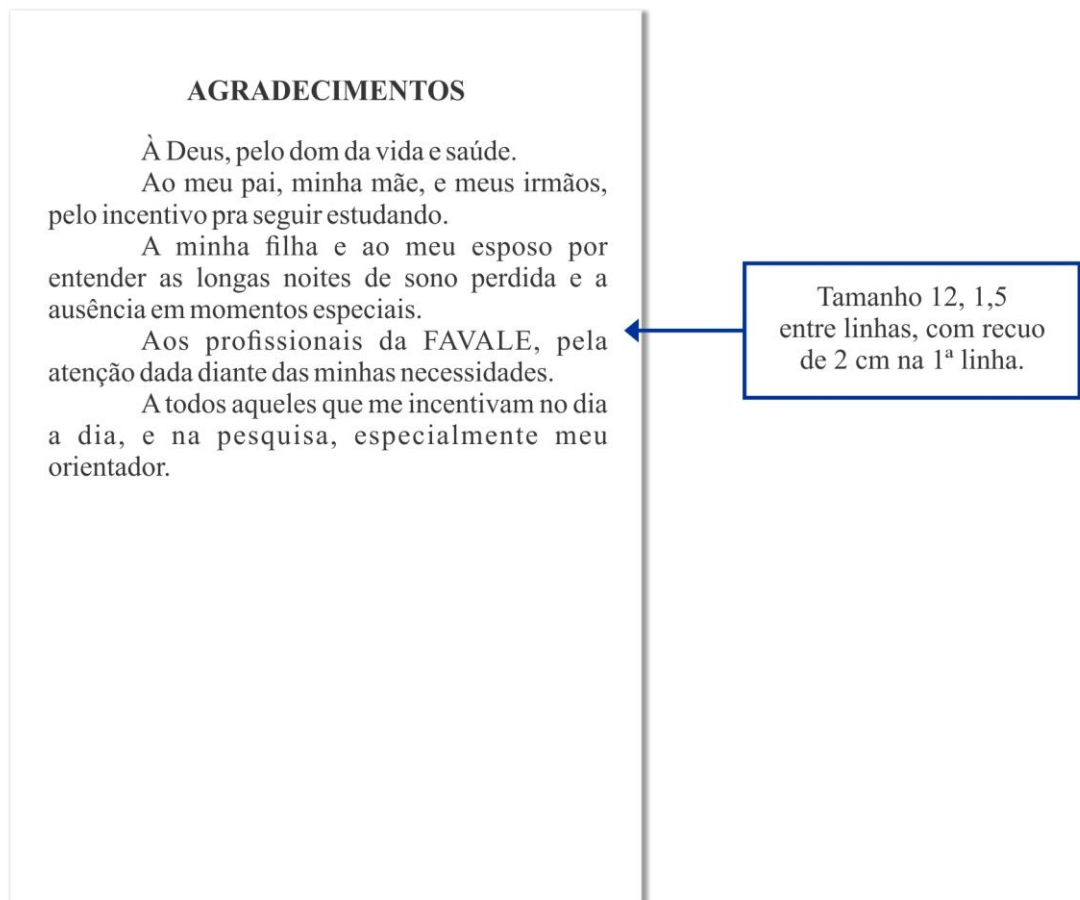 AGRADECIMENTOS
À Deus, pelo dom da vida e saúde.
Ao meu pai, minha mãe, e meus irmãos,
pelo incentivo pra seguir estudando.
A minha filha e ao meu esposo por
entender as longas noites de sono perdida e a
ausência em momentos especiais.
Aos profissionais da FAVALE, pela
atenção dada diante das minhas necessidades.
A todos aqueles que me incentivam no dia
a dia, e na pesquisa, especialmente meu
orientador.
Tamanho 12, 1,5
entre linhas, com recuo
de 2 cm na 1ª linha.